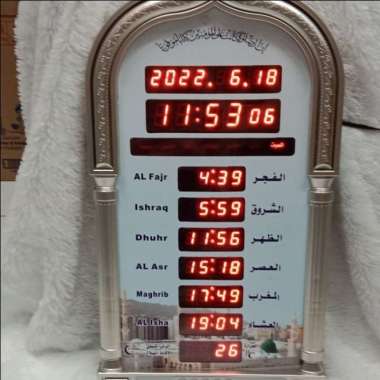 2022. 6.18
11:53 06
السبت
AL Fajr 4:39 الفجر
Ishraq 5:59 الشروق
Dhuhr 11:56 الظهر
AL Asr 15:18 العصر
Maghrib 17:49 المغرب
AL Isha 19:04 العشاء
26